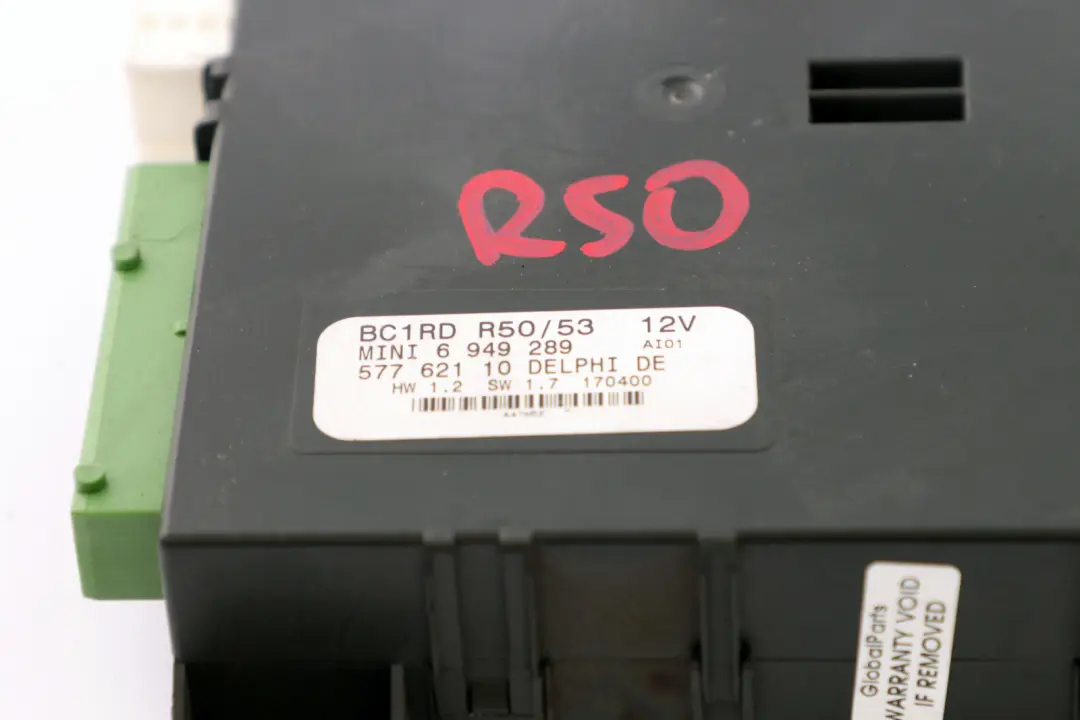 R50
BC1RD R50/53 12V
MINI 6 949 289 AI01
577 621 10 DELPHI DE
HW 1.2 SW 1.7 170400
GlobalParts
WARRANTY VOID
IF REMOVED